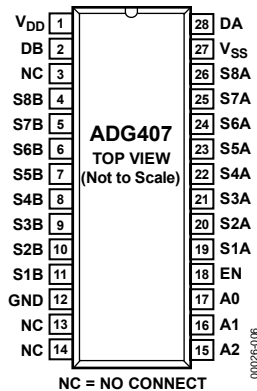 VDD 1 28 DA
DB 2 27 VSS
NC 3 26 S8A
S8B 4 25 S7A
S7B 5 24 S6A
S6B 6 23 S5A
S5B 7 22 S4A
S4B 8 21 S3A
S3B 9 20 S2A
S2B 10 19 S1A
S1B 11 18 EN
GND 12 17 A0
NC 13 16 A1
NC 14 15 A2
ADG407
TOP VIEW
(Not to Scale)
NC = NO CONNECT
00026-006